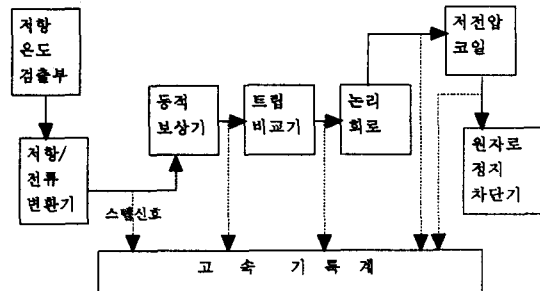 저항
온도
검출부
저항/
전류
변환기
스텝신호
동적
보상기
트립
비교기
논리
회로
저전압
코일
원자로
정지
차단기
고 속 기 록 계